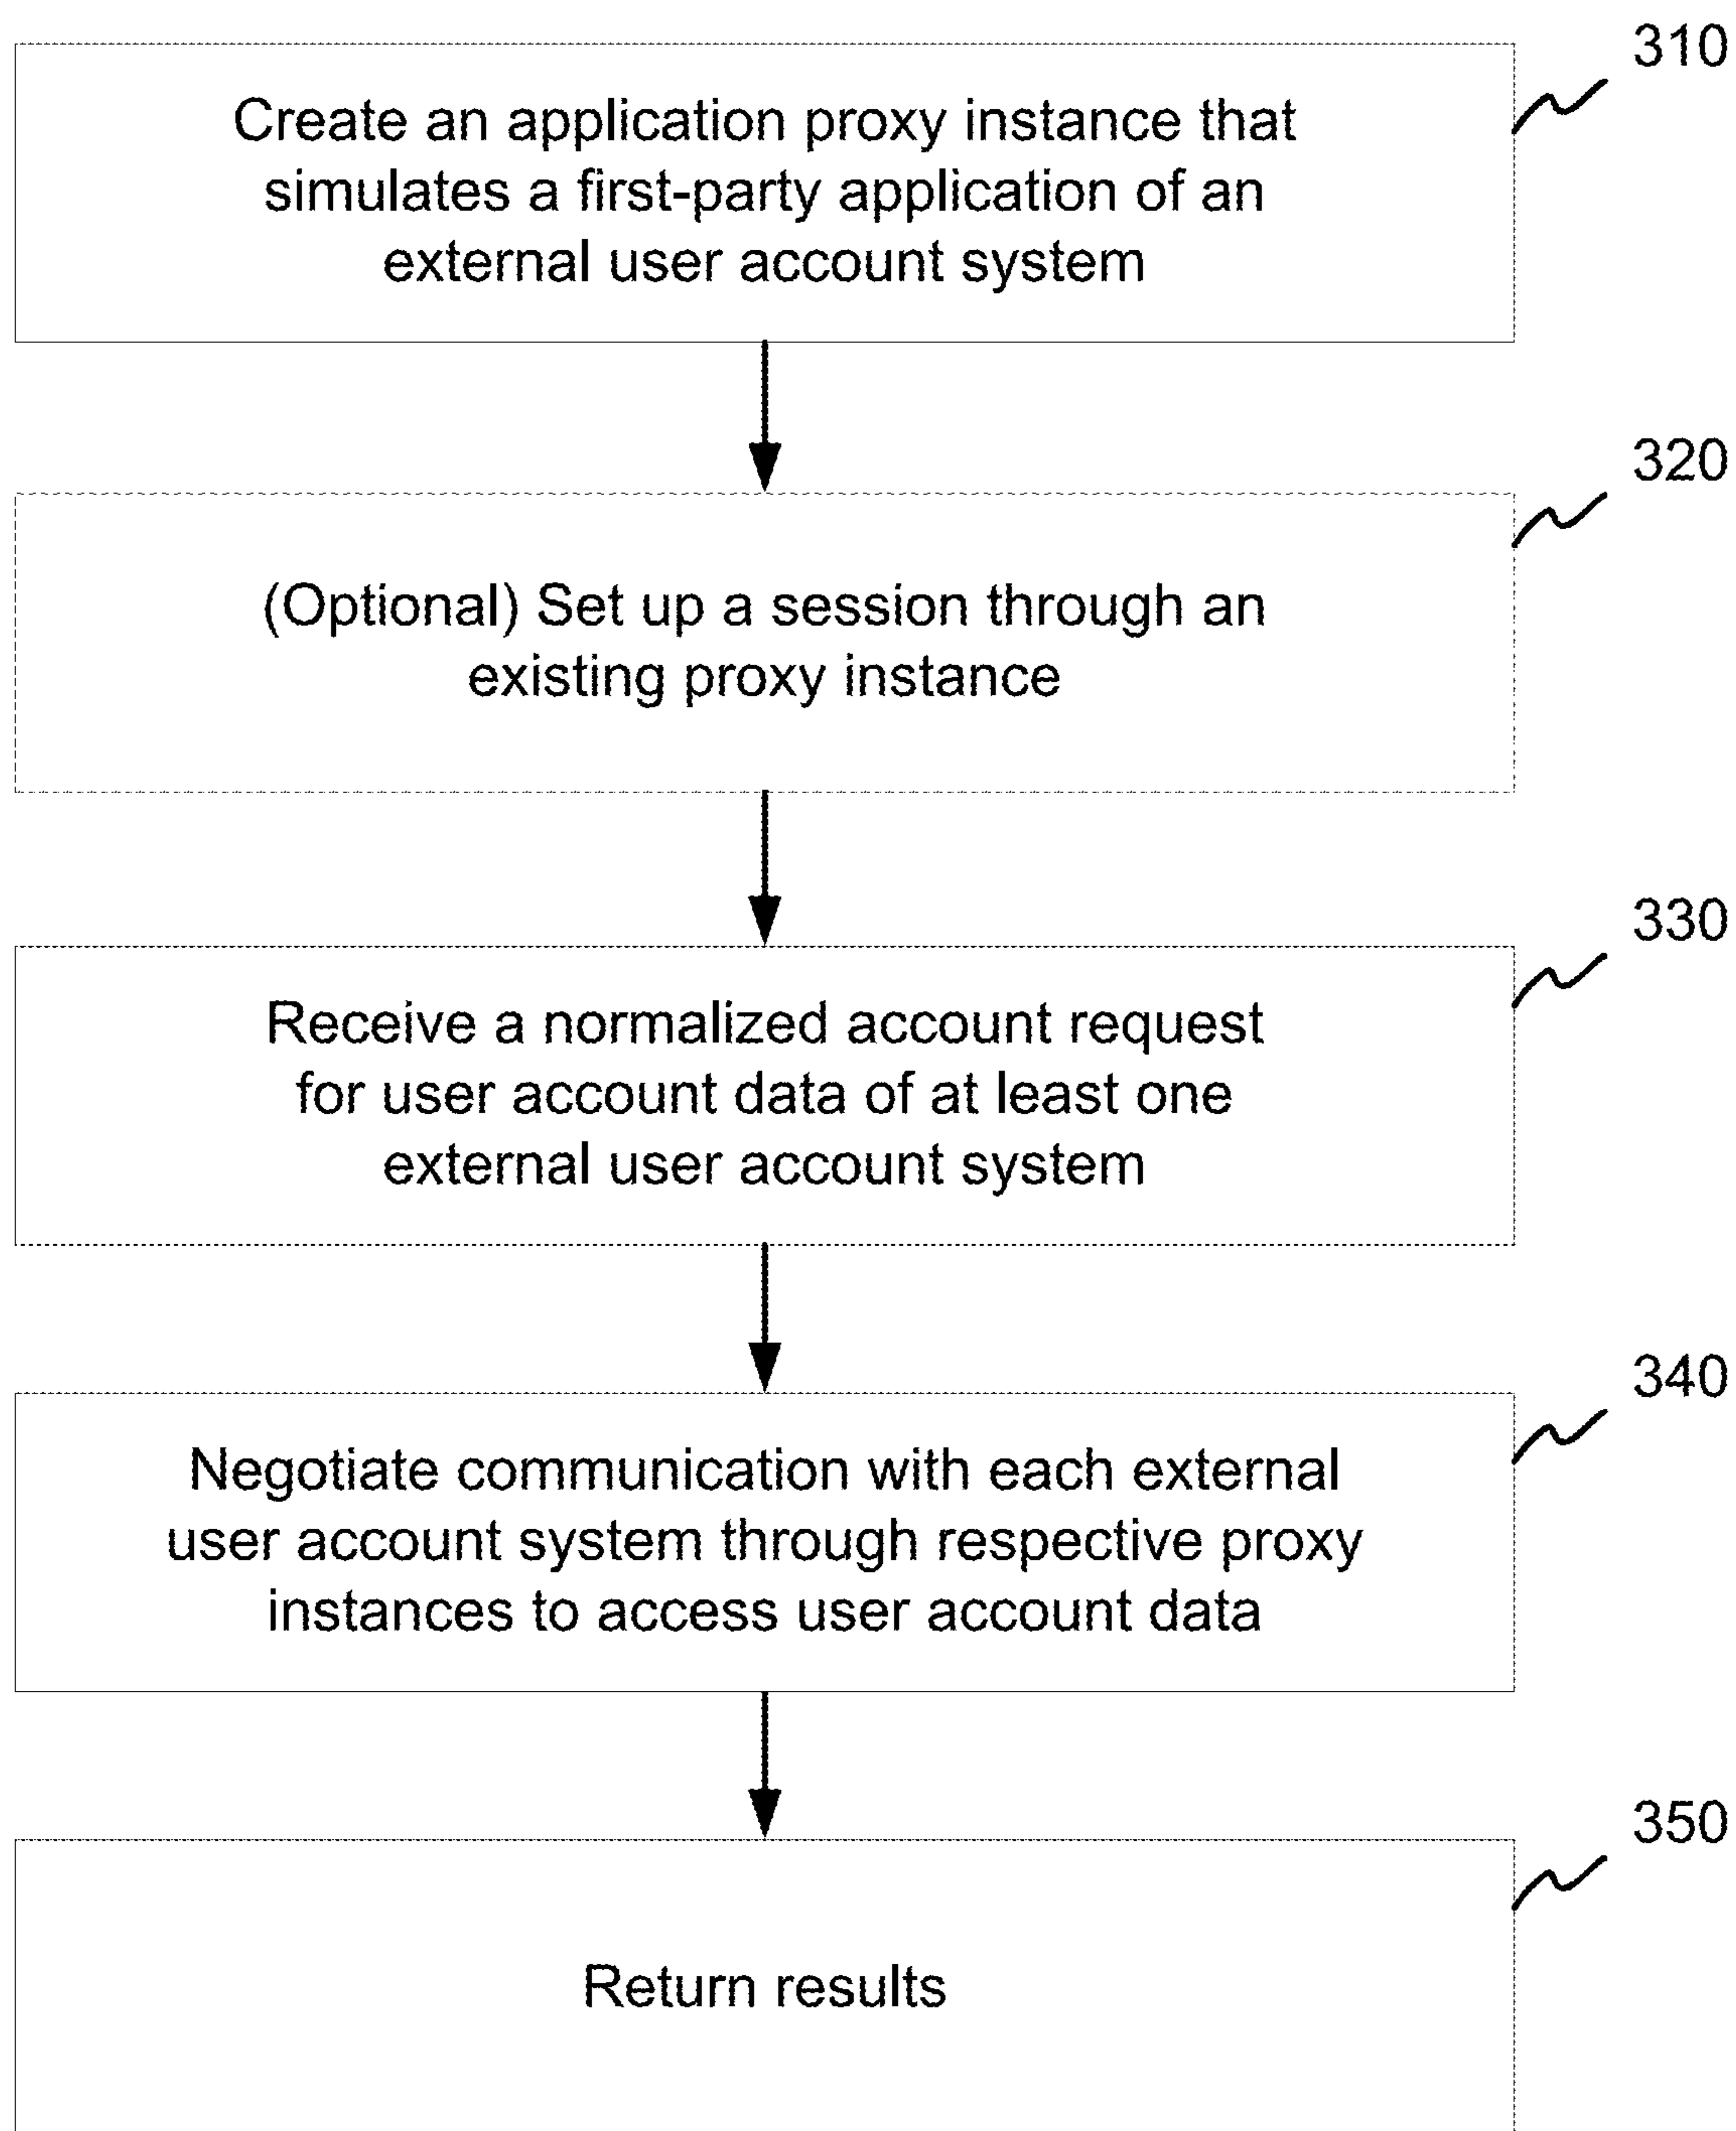 310
Create an application proxy instance that
simulates a first-party application of an
external user account system
320
(Optional) Set up a session through an
existing proxy instance
330
Receive a normalized account request
for user account data of at least one
external user account system
340
Negotiate communication with each external
user account system through respective proxy
instances to access user account data
350
Return results